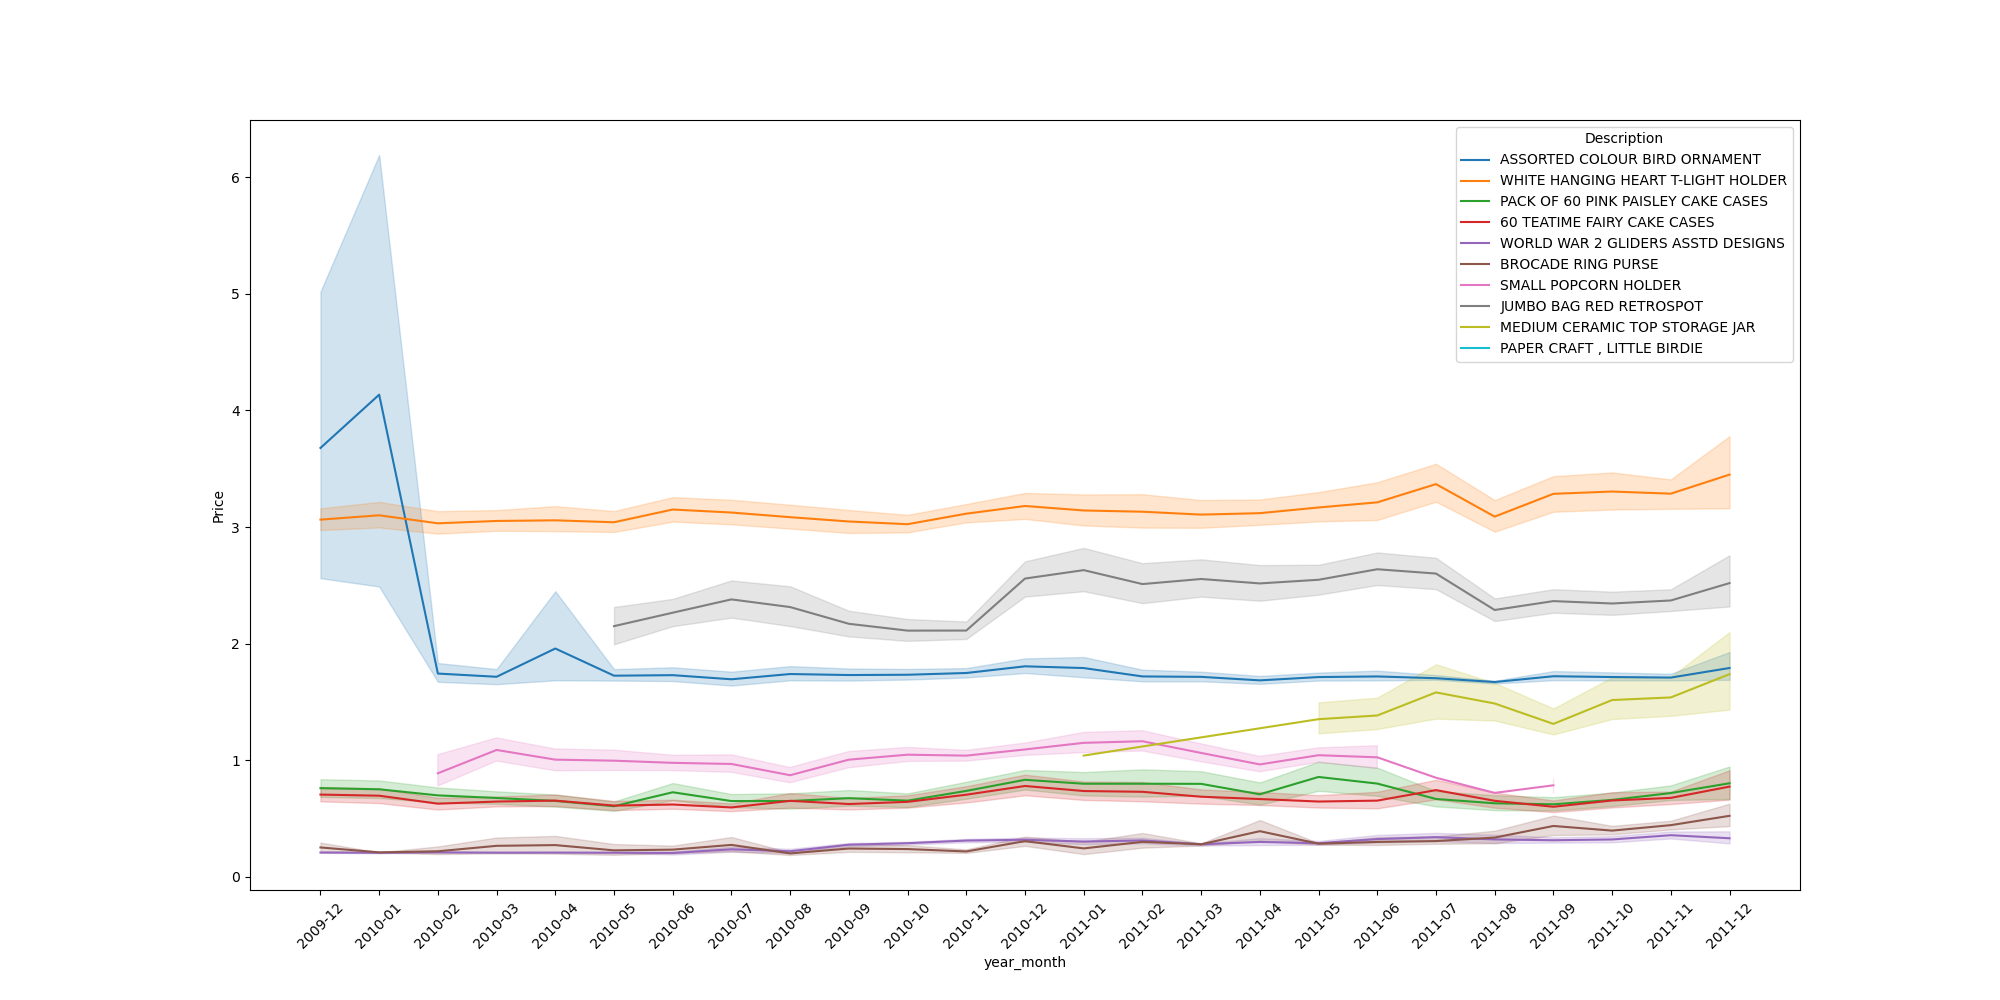 Description
ASSORTED COLOUR BIRD ORNAMENT
WHITE HANGING HEART T-LIGHT HOLDER
PACK OF 60 PINK PAISLEY CAKE CASES
60 TEATIME FAIRY CAKE CASES
WORLD WAR 2 GLIDERS ASSTD DESIGNS
BROCADE RING PURSE
SMALL POPCORN HOLDER
JUMBO BAG RED RETROSPOT
MEDIUM CERAMIC TOP STORAGE JAR
PAPER CRAFT , LITTLE BIRDIE
Price
6
5
4
3
2
1
0
2009-12
2010-01
2010-02
2010-03
2010-04
2010-05
2010-06
2010-07
2010-08
2010-09
2010-10
2010-11
2010-12
2011-01
2011-02
2011-03
2011-04
2011-05
2011-06
2011-07
2011-08
2011-09
2011-10
2011-11
2011-12
year_month